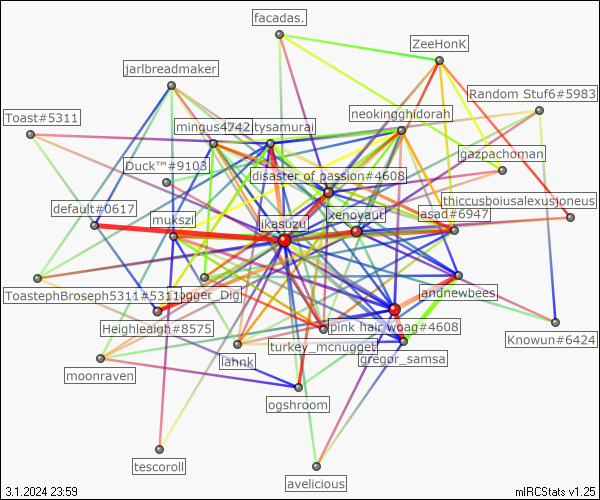 facadas.
ZeeHonK
jarlbreadmaker
Random Stuf6#5983
Toast#5311
mingus4742
tysamurai
neokingghidorah
gazpachoman
Duck™#9103
disaster of passion#4608
thiccusboiusalexusjoneus
default#0617
mukszi
ikasuzu
xenoyaut
asad#6947
ToastephBroseph5311#5311
gger_Dig
andnewbees
Heighleaigh#8575
pink hair woag#4608
Knowun#6424
turkey_mcnugget
lahnk
gregor_samsa
moonraven
ogshroom
tescoroll
avelicious
3.1.2024 23:59
mIRCStats v1.25